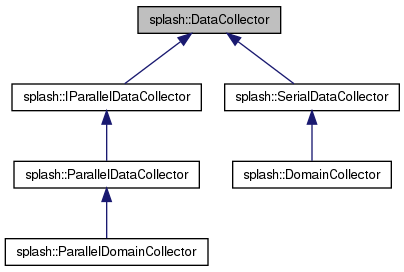 splash::DataCollector
splash::IParallelDataCollector
splash::SerialDataCollector
splash::ParallelDataCollector
splash::DomainCollector
splash::ParallelDomainCollector